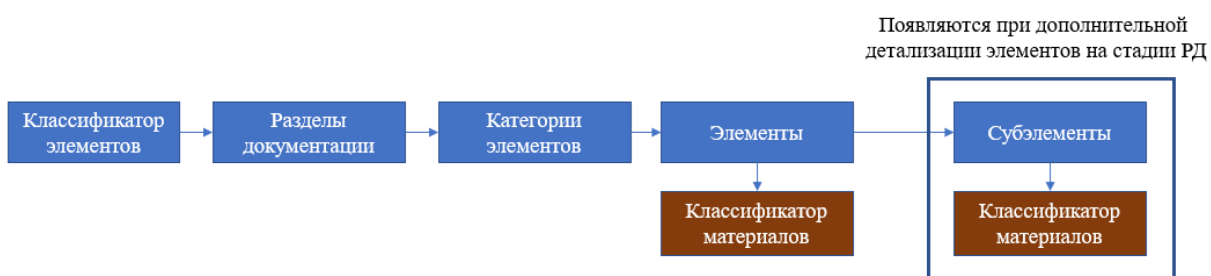 Появляются при дополнительной
детализации элементов на стадии РД
Классификатор
элементов
Разделы
документации
Категории
элементов
Элементы
Субэлементы
Классификатор
материалов
Классификатор
материалов